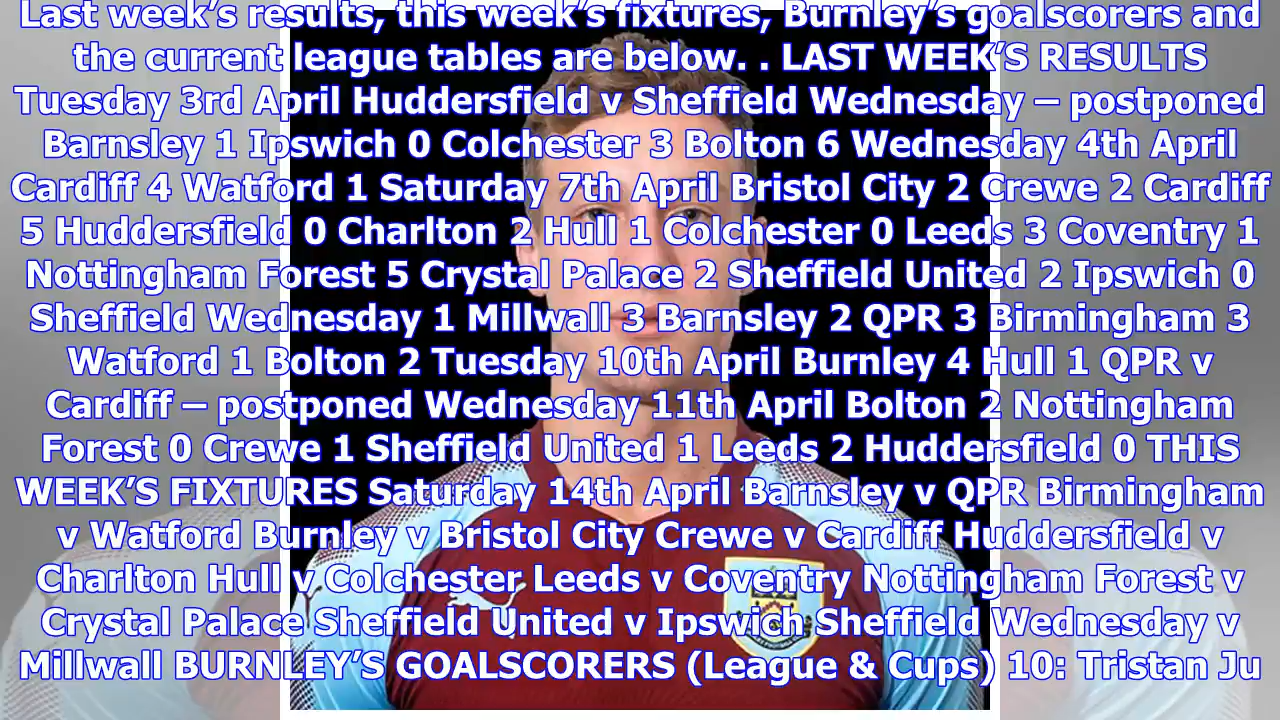 Last week’s results, this week’s fixtures, Burnley’s goalscorers and
the current league tables are below. . LAST WEEK’S RESULTS
Tuesday 3rd April Huddersfield v Sheffield Wednesday – postponed
Barnsley 1 Ipswich 0 Colchester 3 Bolton 6 Wednesday 4th April
Cardiff 4 Watford 1 Saturday 7th April Bristol City 2 Crewe 2 Cardiff
5 Huddersfield 0 Charlton 2 Hull 1 Colchester 0 Leeds 3 Coventry 1
Nottingham Forest 5 Crystal Palace 2 Sheffield United 2 Ipswich 0
Sheffield Wednesday 1 Millwall 3 Barnsley 2 QPR 3 Birmingham 3
Watford 1 Bolton 2 Tuesday 10th April Burnley 4 Hull 1 QPR v
Cardiff – postponed Wednesday 11th April Bolton 2 Nottingham
Forest 0 Crewe 1 Sheffield United 1 Leeds 2 Huddersfield 0 THIS
WEEK’S FIXTURES Saturday 14th April Barnsley v QPR Birmingham
v Watford Burnley v Bristol City Crewe v Cardiff Huddersfield v
Charlton Hull v Colchester Leeds v Coventry Nottingham Forest v
Crystal Palace Sheffield United v Ipswich Sheffield Wednesday v
Millwall BURNLEY’S GOALSCORERS (League & Cups) 10: Tristan Ju